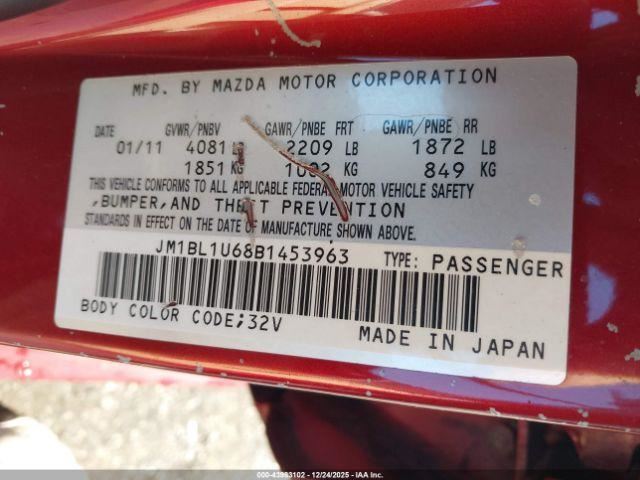 MFD. BY MAZDA MOTOR CORPORATION
DATE GVWR/PNBV GAWR/PNBE FRT GAWR/PNBE RR
01/11 4081 LB 2209 LB 1872 LB
1851 KG 1002 KG 849 KG
THIS VEHICLE CONFORMS TO ALL APPLICABLE FEDERAL MOTOR VEHICLE SAFETY
,BUMPER,AND THEFT PREVENTION
STANDARDS IN EFFECT ON THE DATE OF MANUFACTURE SHOWN ABOVE.
JM1BL1U68B1453963 TYPE: PASSENGER
BODY COLOR CODE;32V
MADE IN JAPAN
000-43993102 - 12/24/2025 - IAA Inc.